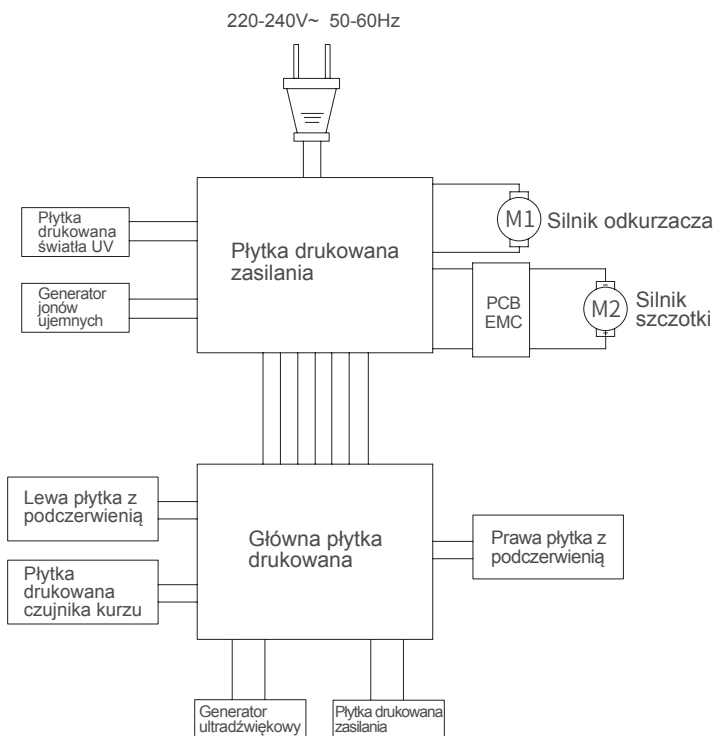 220-240V~ 50-60Hz
Płytka
drukowana
światła UV
Płytka drukowana
zasilania
M1
Silnik odkurzacza
Generator
jonów
ujemnych
PCB
EMC
M2
Silnik
szczotki
Lewa płytka z
podczerwienią
Główna płytka
drukowana
Prawa płytka z
podczerwienią
Płytka
drukowana
czujnika kurzu
Generator
ultradźwiękowy
Płytka drukowana
zasilania